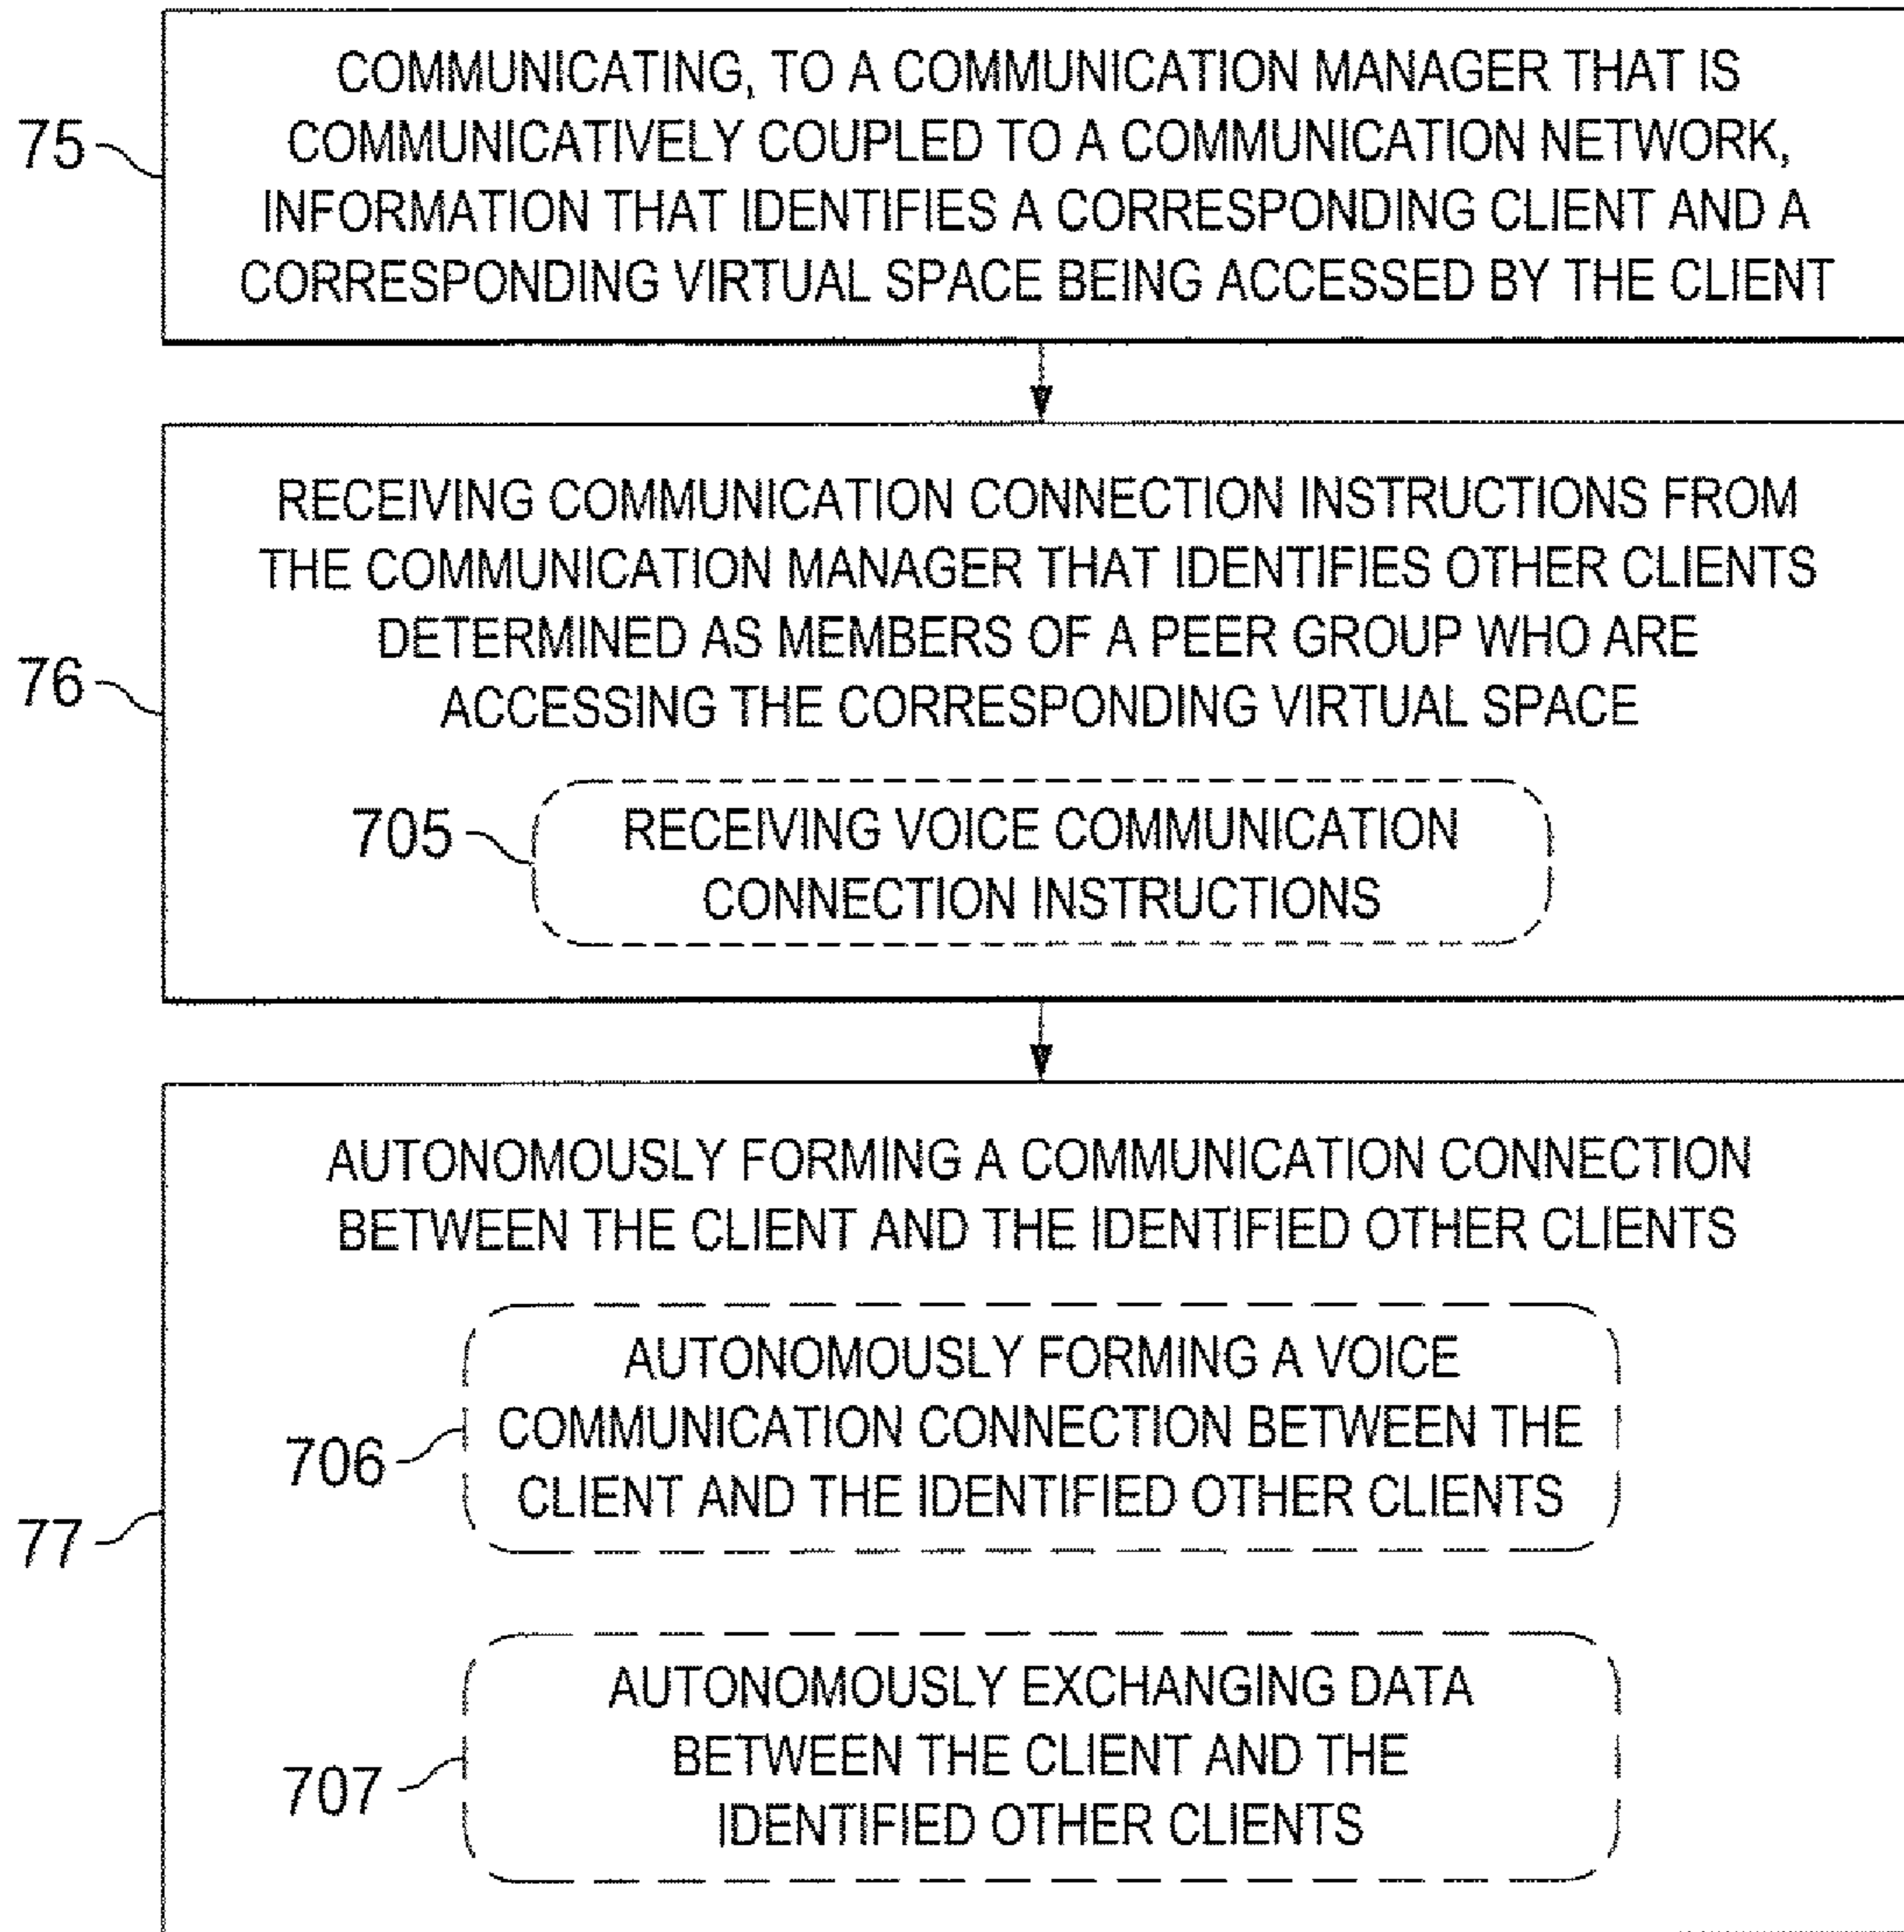 COMMUNICATING, TO A COMMUNICATION MANAGER THAT IS
75
COMMUNICATIVELY COUPLED TO A COMMUNICATION NETWORK,
INFORMATION THAT IDENTIFIES A CORRESPONDING CLIENT AND A
CORRESPONDING VIRTUAL SPACE BEING ACCESSED BY THE CLIENT
RECEIVING COMMUNICATION CONNECTION INSTRUCTIONS FROM
THE COMMUNICATION MANAGER THAT IDENTIFIES OTHER CLIENTS
DETERMINED AS MEMBERS OF A PEER GROUP WHO ARE
76
ACCESSING THE CORRESPONDING VIRTUAL SPACE
705
RECEIVING VOICE COMMUNICATION
CONNECTION INSTRUCTIONS
AUTONOMOUSLY FORMING A COMMUNICATION CONNECTION
BETWEEN THE CLIENT AND THE IDENTIFIED OTHER CLIENTS
AUTONOMOUSLY FORMING A VOICE
COMMUNICATION CONNECTION BETWEEN THE
706
CLIENT AND THE IDENTIFIED OTHER CLIENTS
77
AUTONOMOUSLY EXCHANGING DATA
BETWEEN THE CLIENT AND THE
707
IDENTIFIED OTHER CLIENTS